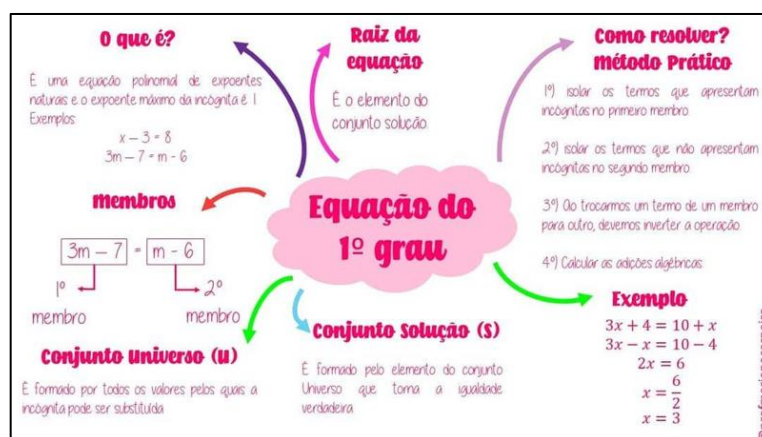 O que é?
É uma equação polinomial de expoentes
naturais e o expoente máximo da incógnita é 1
Exemplos
x – 3 = 8
3m – 7 = m - 6
Raiz da
equação
É o elemento do
conjunto solução
Como resolver?
Método Prático
1º) isolar os termos que apresentam
incógnitas no primeiro membro
2º) isolar os termos que não apresentam
incógnitas no segundo membro
3º) Ao trocarmos um termo de um membro
para outro, devemos inverter a operação
4º) Calcular as adições algébricas
Membros
3m – 7 = m - 6
1º 2º
membro membro
Equação do
1º grau
Conjunto Universo (U)
É formado por todos os valores pelos quais a
incógnita pode ser substituída
Conjunto Solução (S)
É formado pelo elemento do conjunto
Universo que torna a igualdade
verdadeira
Exemplo
3x + 4 = 10 + x
3x – x = 10 – 4
2x = 6
x = 6/2
x = 3